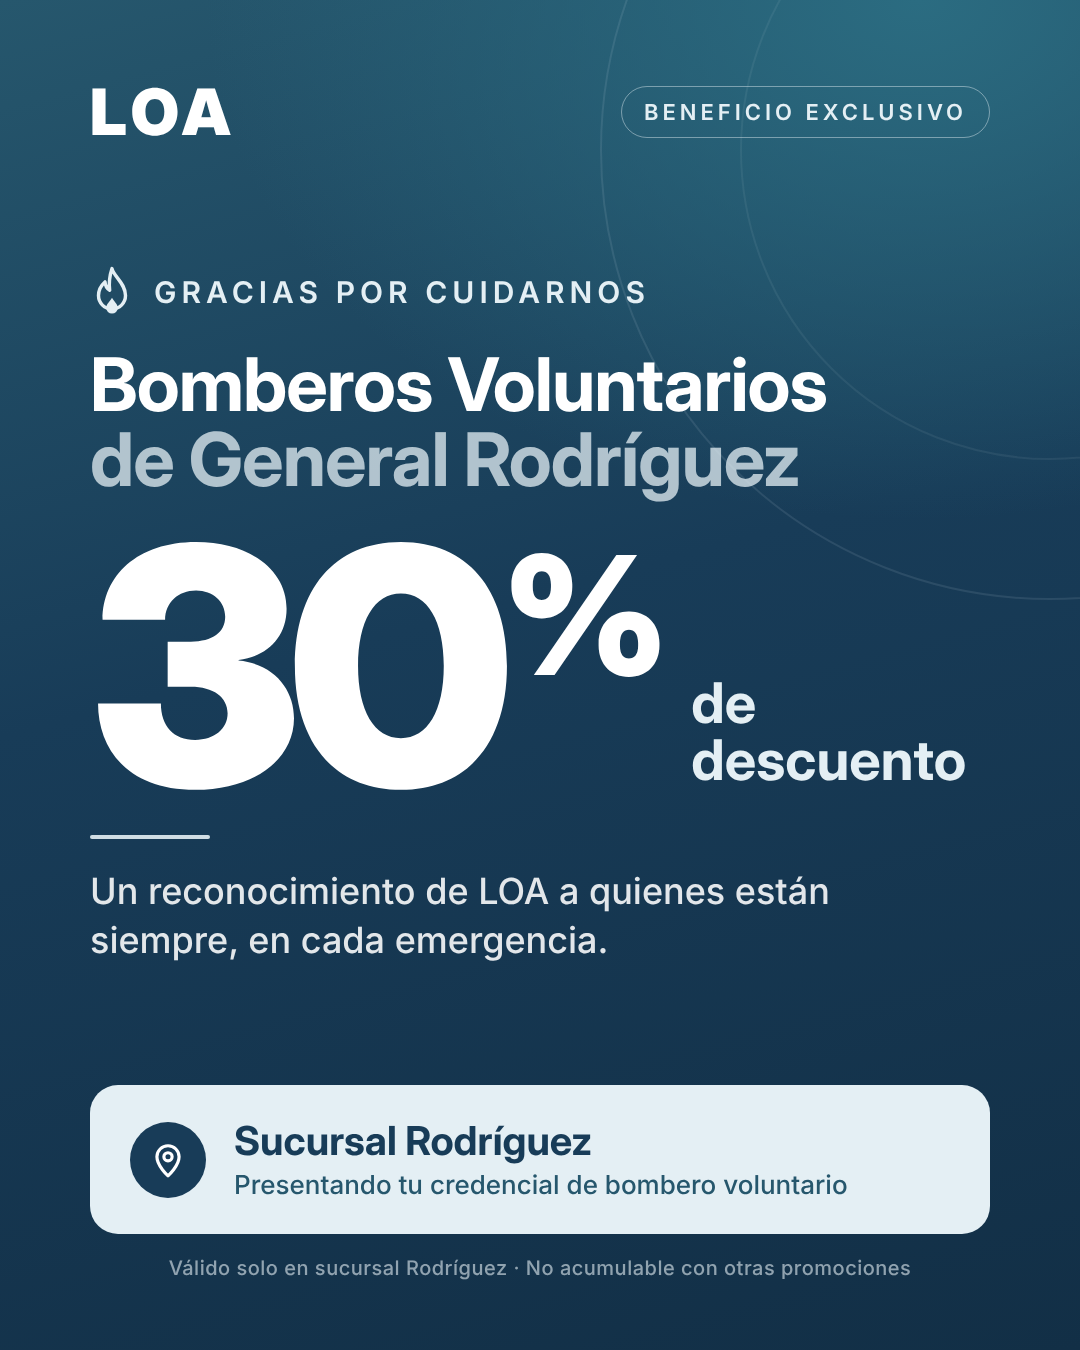 LOA
BENEFICIO EXCLUSIVO
GRACIAS POR CUIDARNOS
Bomberos Voluntarios
de General Rodríguez
30%
de
descuento
Un reconocimiento de LOA a quienes están
siempre, en cada emergencia.
Sucursal Rodríguez
Presentando tu credencial de bombero voluntario
Válido solo en sucursal Rodríguez · No acumulable con otras promociones